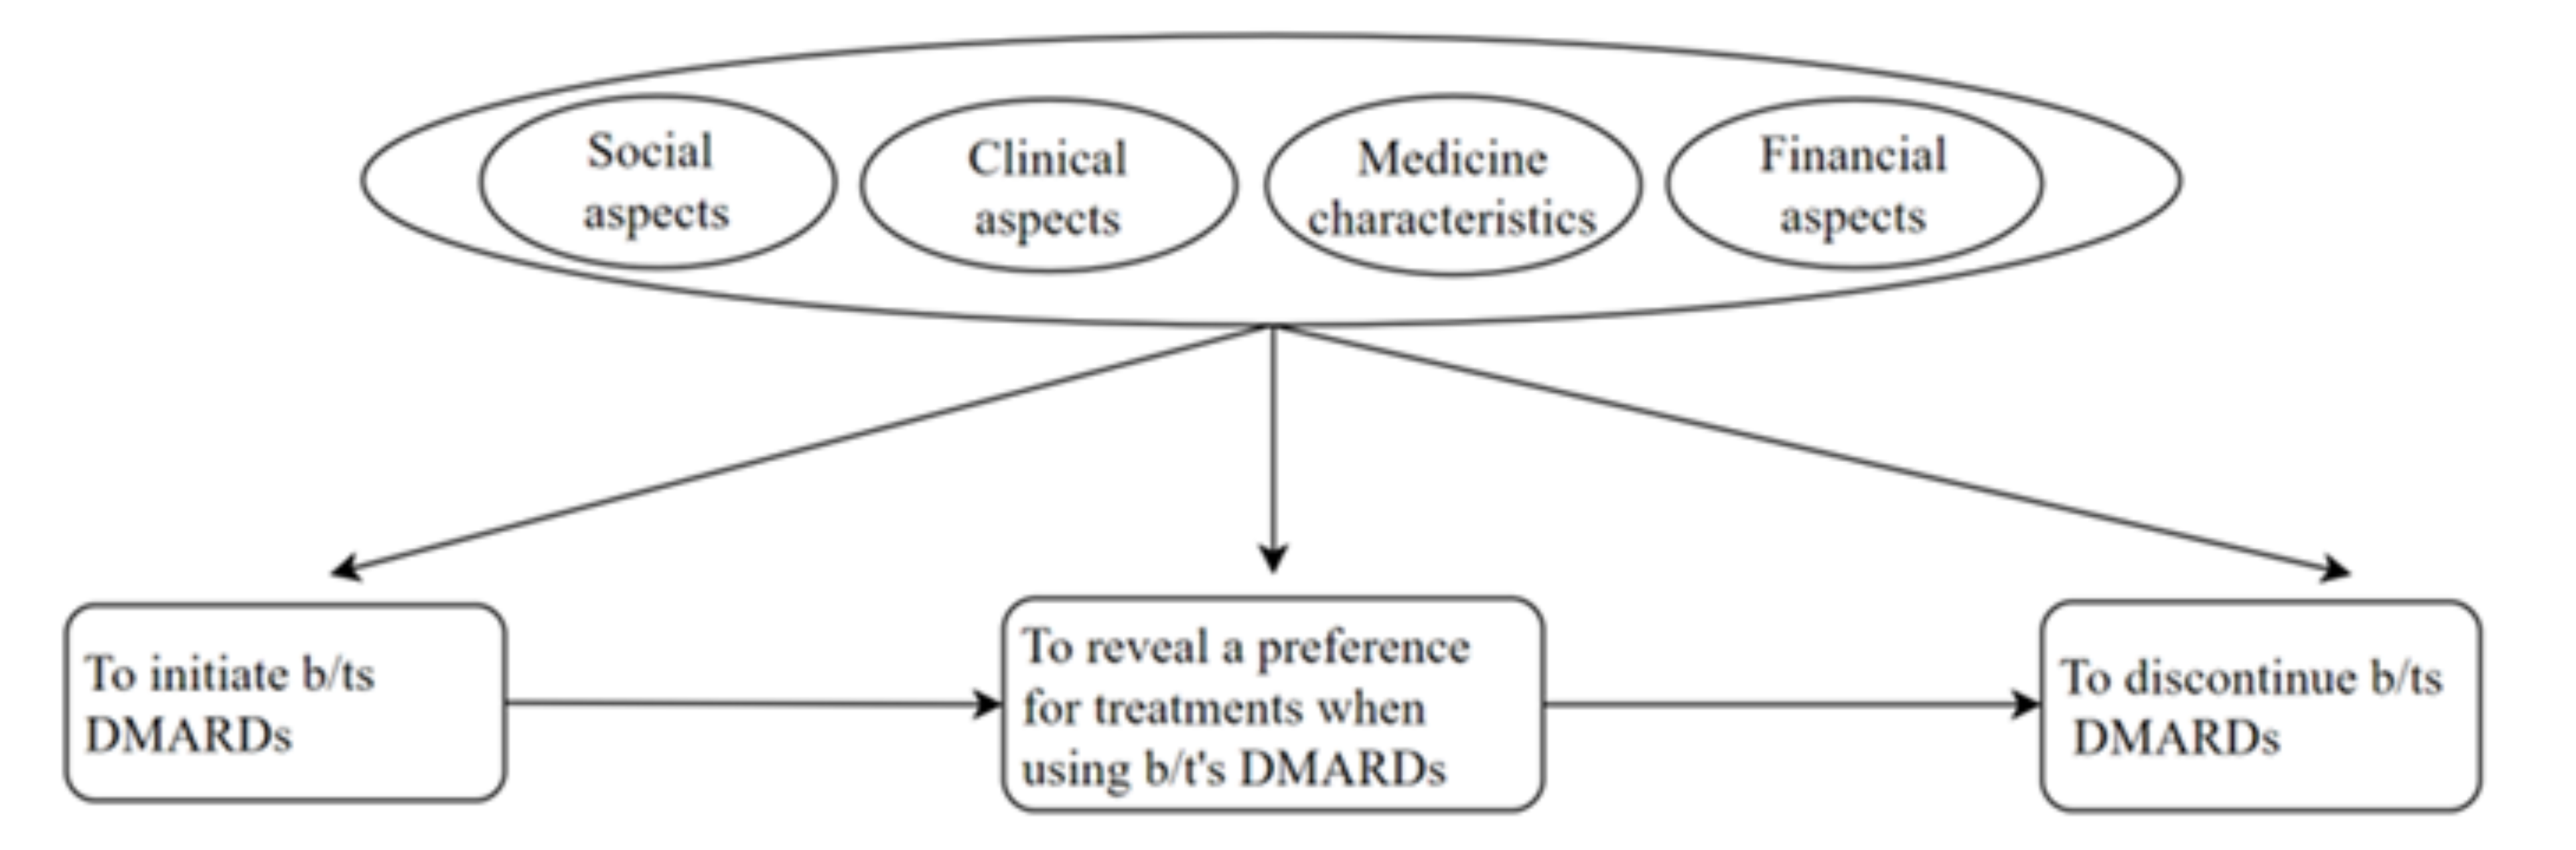 Social
aspects
Clinical
aspects
Medicine
characteristics
Financial
aspects
To initiate b/ts
DMARDs
To reveal a preference
for treatments when
using b/t's DMARDs
To discontinue b/ts
DMARDs